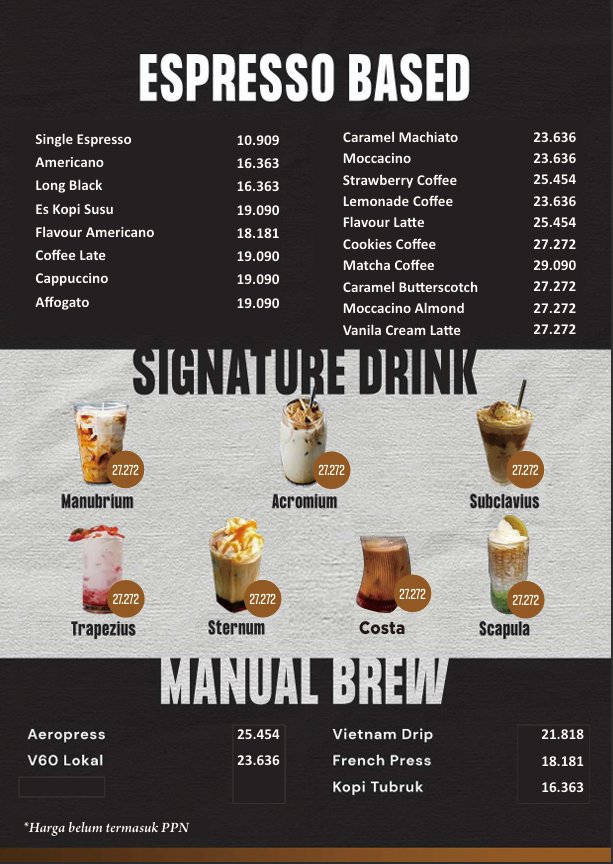 ESPRESSO BASED
Single Espresso 10.909
Americano 16.363
Long Black 16.363
Es Kopi Susu 19.090
Flavour Americano 18.181
Coffee Late 19.090
Cappuccino 19.090
Affogato 19.090
Caramel Machiato 23.636
Moccacino 23.636
Strawberry Coffee 25.454
Lemonade Coffee 23.636
Flavour Latte 25.454
Cookies Coffee 27.272
Matcha Coffee 29.090
Caramel Butterscotch 27.272
Moccacino Almond 27.272
Vanila Cream Latte 27.272
SIGNATURE DRINK
27.272 27.272 27.272
Manubrium Acromium Subclavius
27.272 27.272 27.272 27.272
Trapezius Sternum Costa Scapula
MANUAL BREW
Aeropress 25.454
V60 Lokal 23.636
Vietnam Drip 21.818
French Press 18.181
Kopi Tubruk 16.363
*Harga belum termasuk PPN